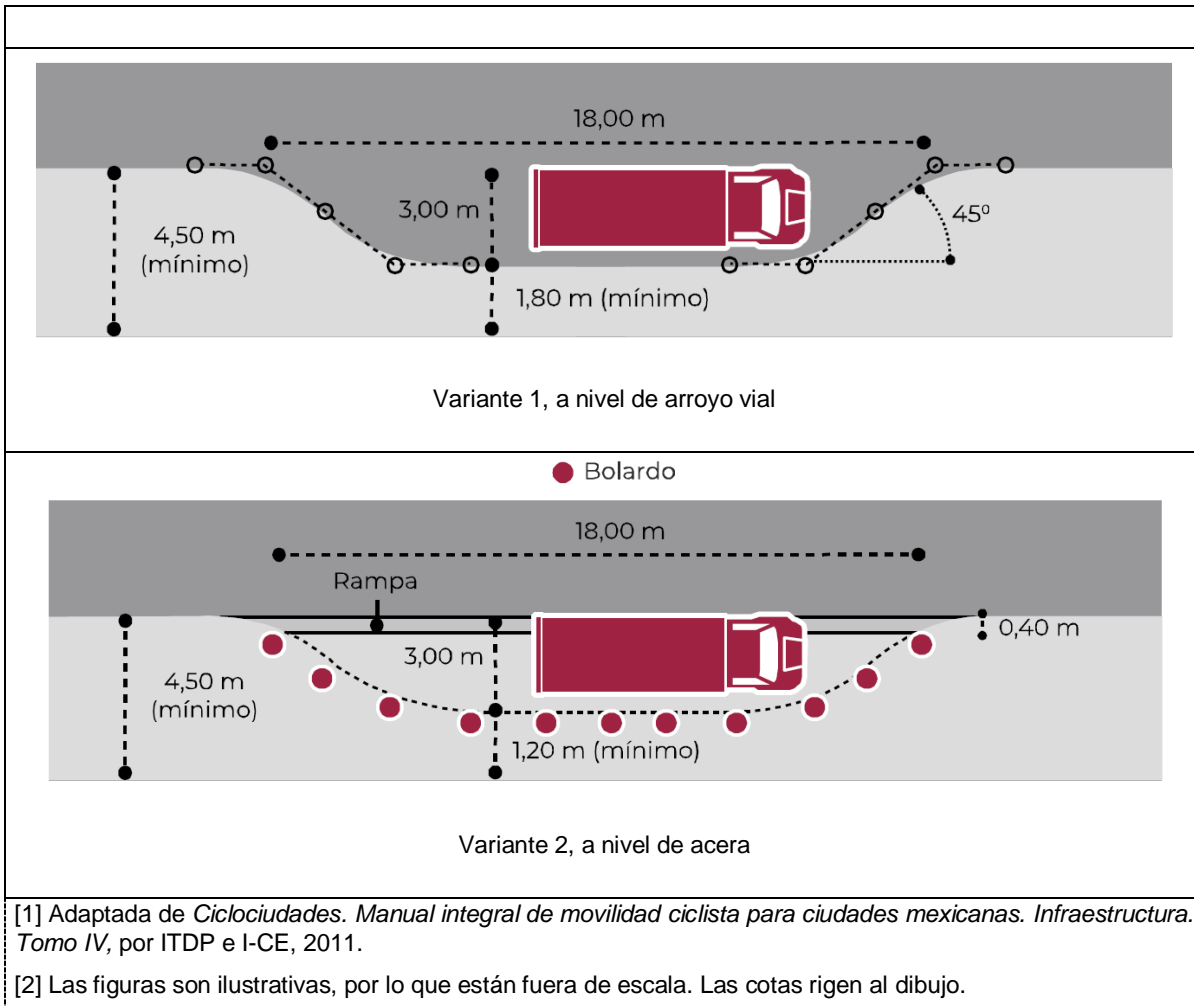 18,00 m
3,00 m
45⁰
4,50 m
(mínimo)
1,80 m (mínimo)
Variante 1, a nivel de arroyo vial
Bolardo
18,00 m
Rampa
0,40 m
3,00 m
4,50 m
(mínimo)
1,20 m (mínimo)
Variante 2, a nivel de acera
[1] Adaptada de Ciclociudades. Manual integral de movilidad ciclista para ciudades mexicanas. Infraestructura.
Tomo IV, por ITDP e I-CE, 2011.
[2] Las figuras son ilustrativas, por lo que están fuera de escala. Las cotas rigen al dibujo.